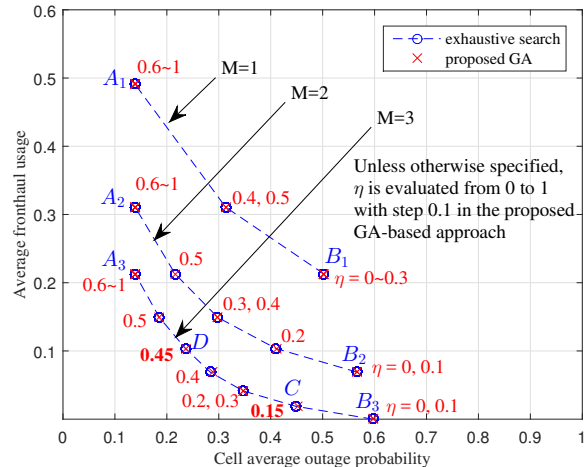 0.6
0.5
0.4
0.3
0.2
0.1
0
0.1
0.2
0.3
0.4
0.5
0.6
0.7
0.8
0.9
1
Average fronthaul usage
Cell average outage probability
exhaustive search
proposed GA
M=1
M=2
M=3
Unless otherwise specified,
η is evaluated from 0 to 1
with step 0.1 in the proposed
GA-based approach
A1 0.6~1
0.4, 0.5
B1
η = 0~0.3
A2 0.6~1
0.5
0.3, 0.4
0.2
B2
η = 0, 0.1
A3
0.6~1
0.5
0.45 D
0.4
0.2, 0.3
C
0.15
B3 η = 0, 0.1